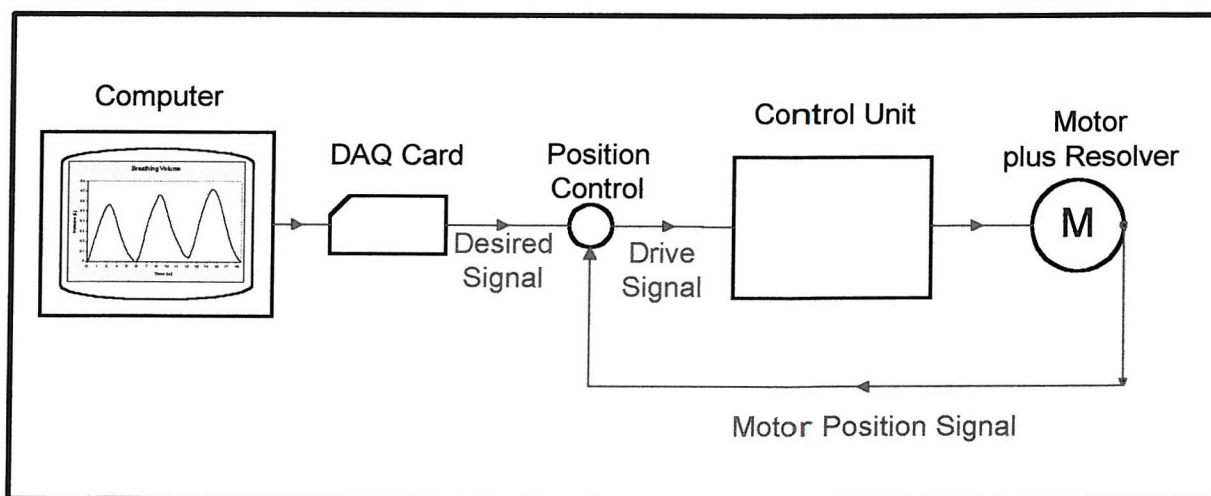 Computer
DAQ Card
Position
Control
Control Unit
Motor
plus Resolver
Breathing Volume
Time (s)
M
Desired
Signal
Drive
Signal
Motor Position Signal